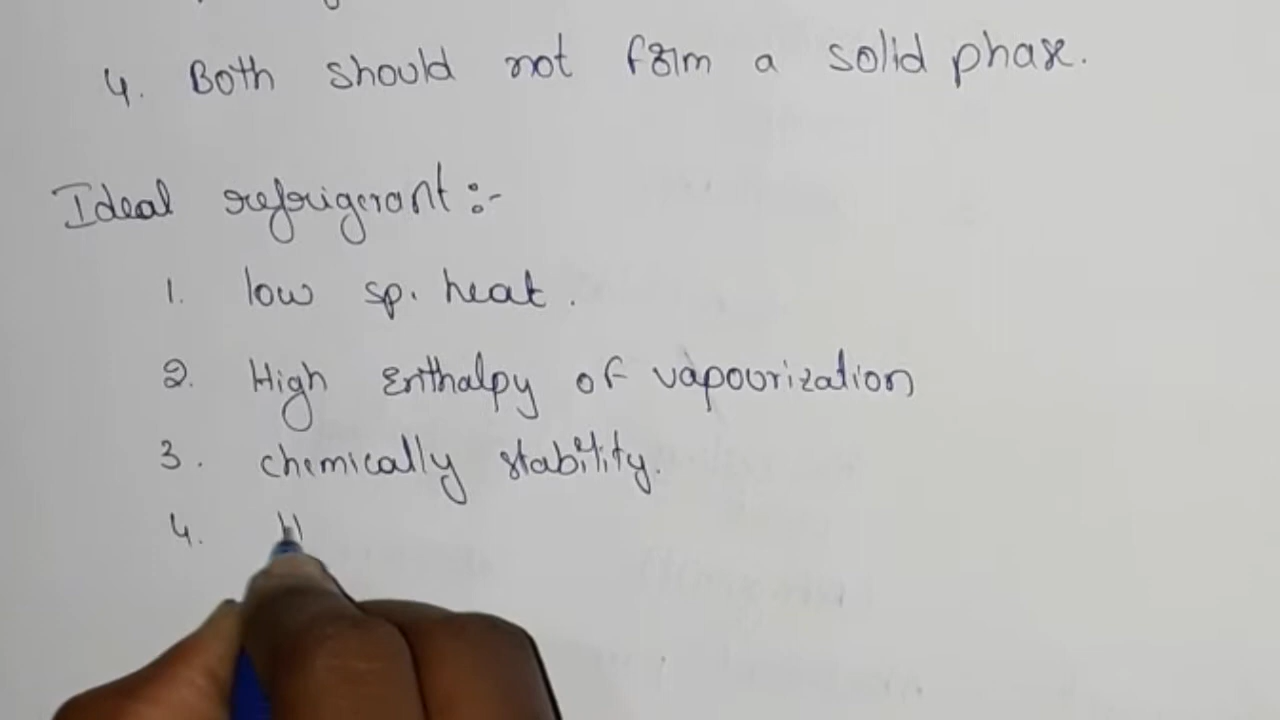 4. Both should not form a solid phase.
Ideal refrigerant :-
1. low sp. heat.
2. High Enthalpy of vapourization
3. chemically stability.
4. H